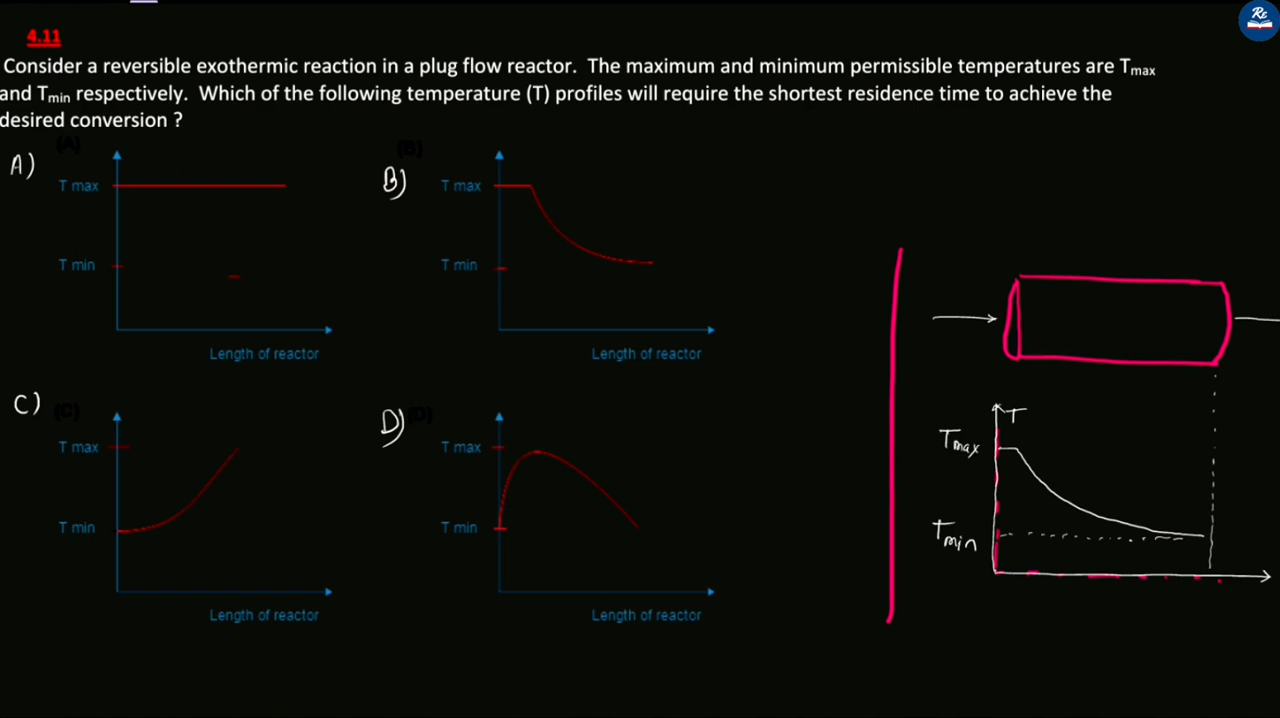 RE
4.11
Consider a reversible exothermic reaction in a plug flow reactor. The maximum and minimum permissible temperatures are Tmax
and Tmin respectively. Which of the following temperature (T) profiles will require the shortest residence time to achieve the
desired conversion ?
(A)
A)
T max
T min
Length of reactor
(B)
B)
T max
T min
Length of reactor
C)
(C)
T max
T min
Length of reactor
D)
(D)
T max
T min
Length of reactor
T
Tmax
Tmin